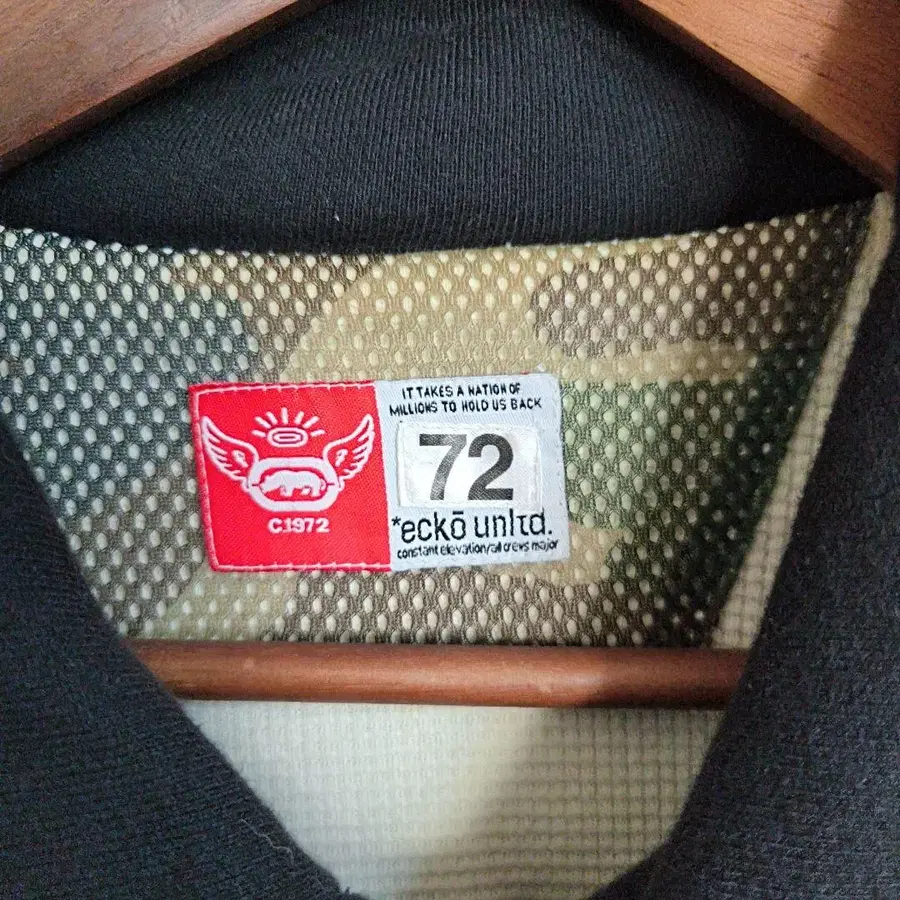 C.1972
IT TAKES A NATION OF
MILLIONS TO HOLD US BACK
72
*eckō unltd.
constant elevation/all crews major